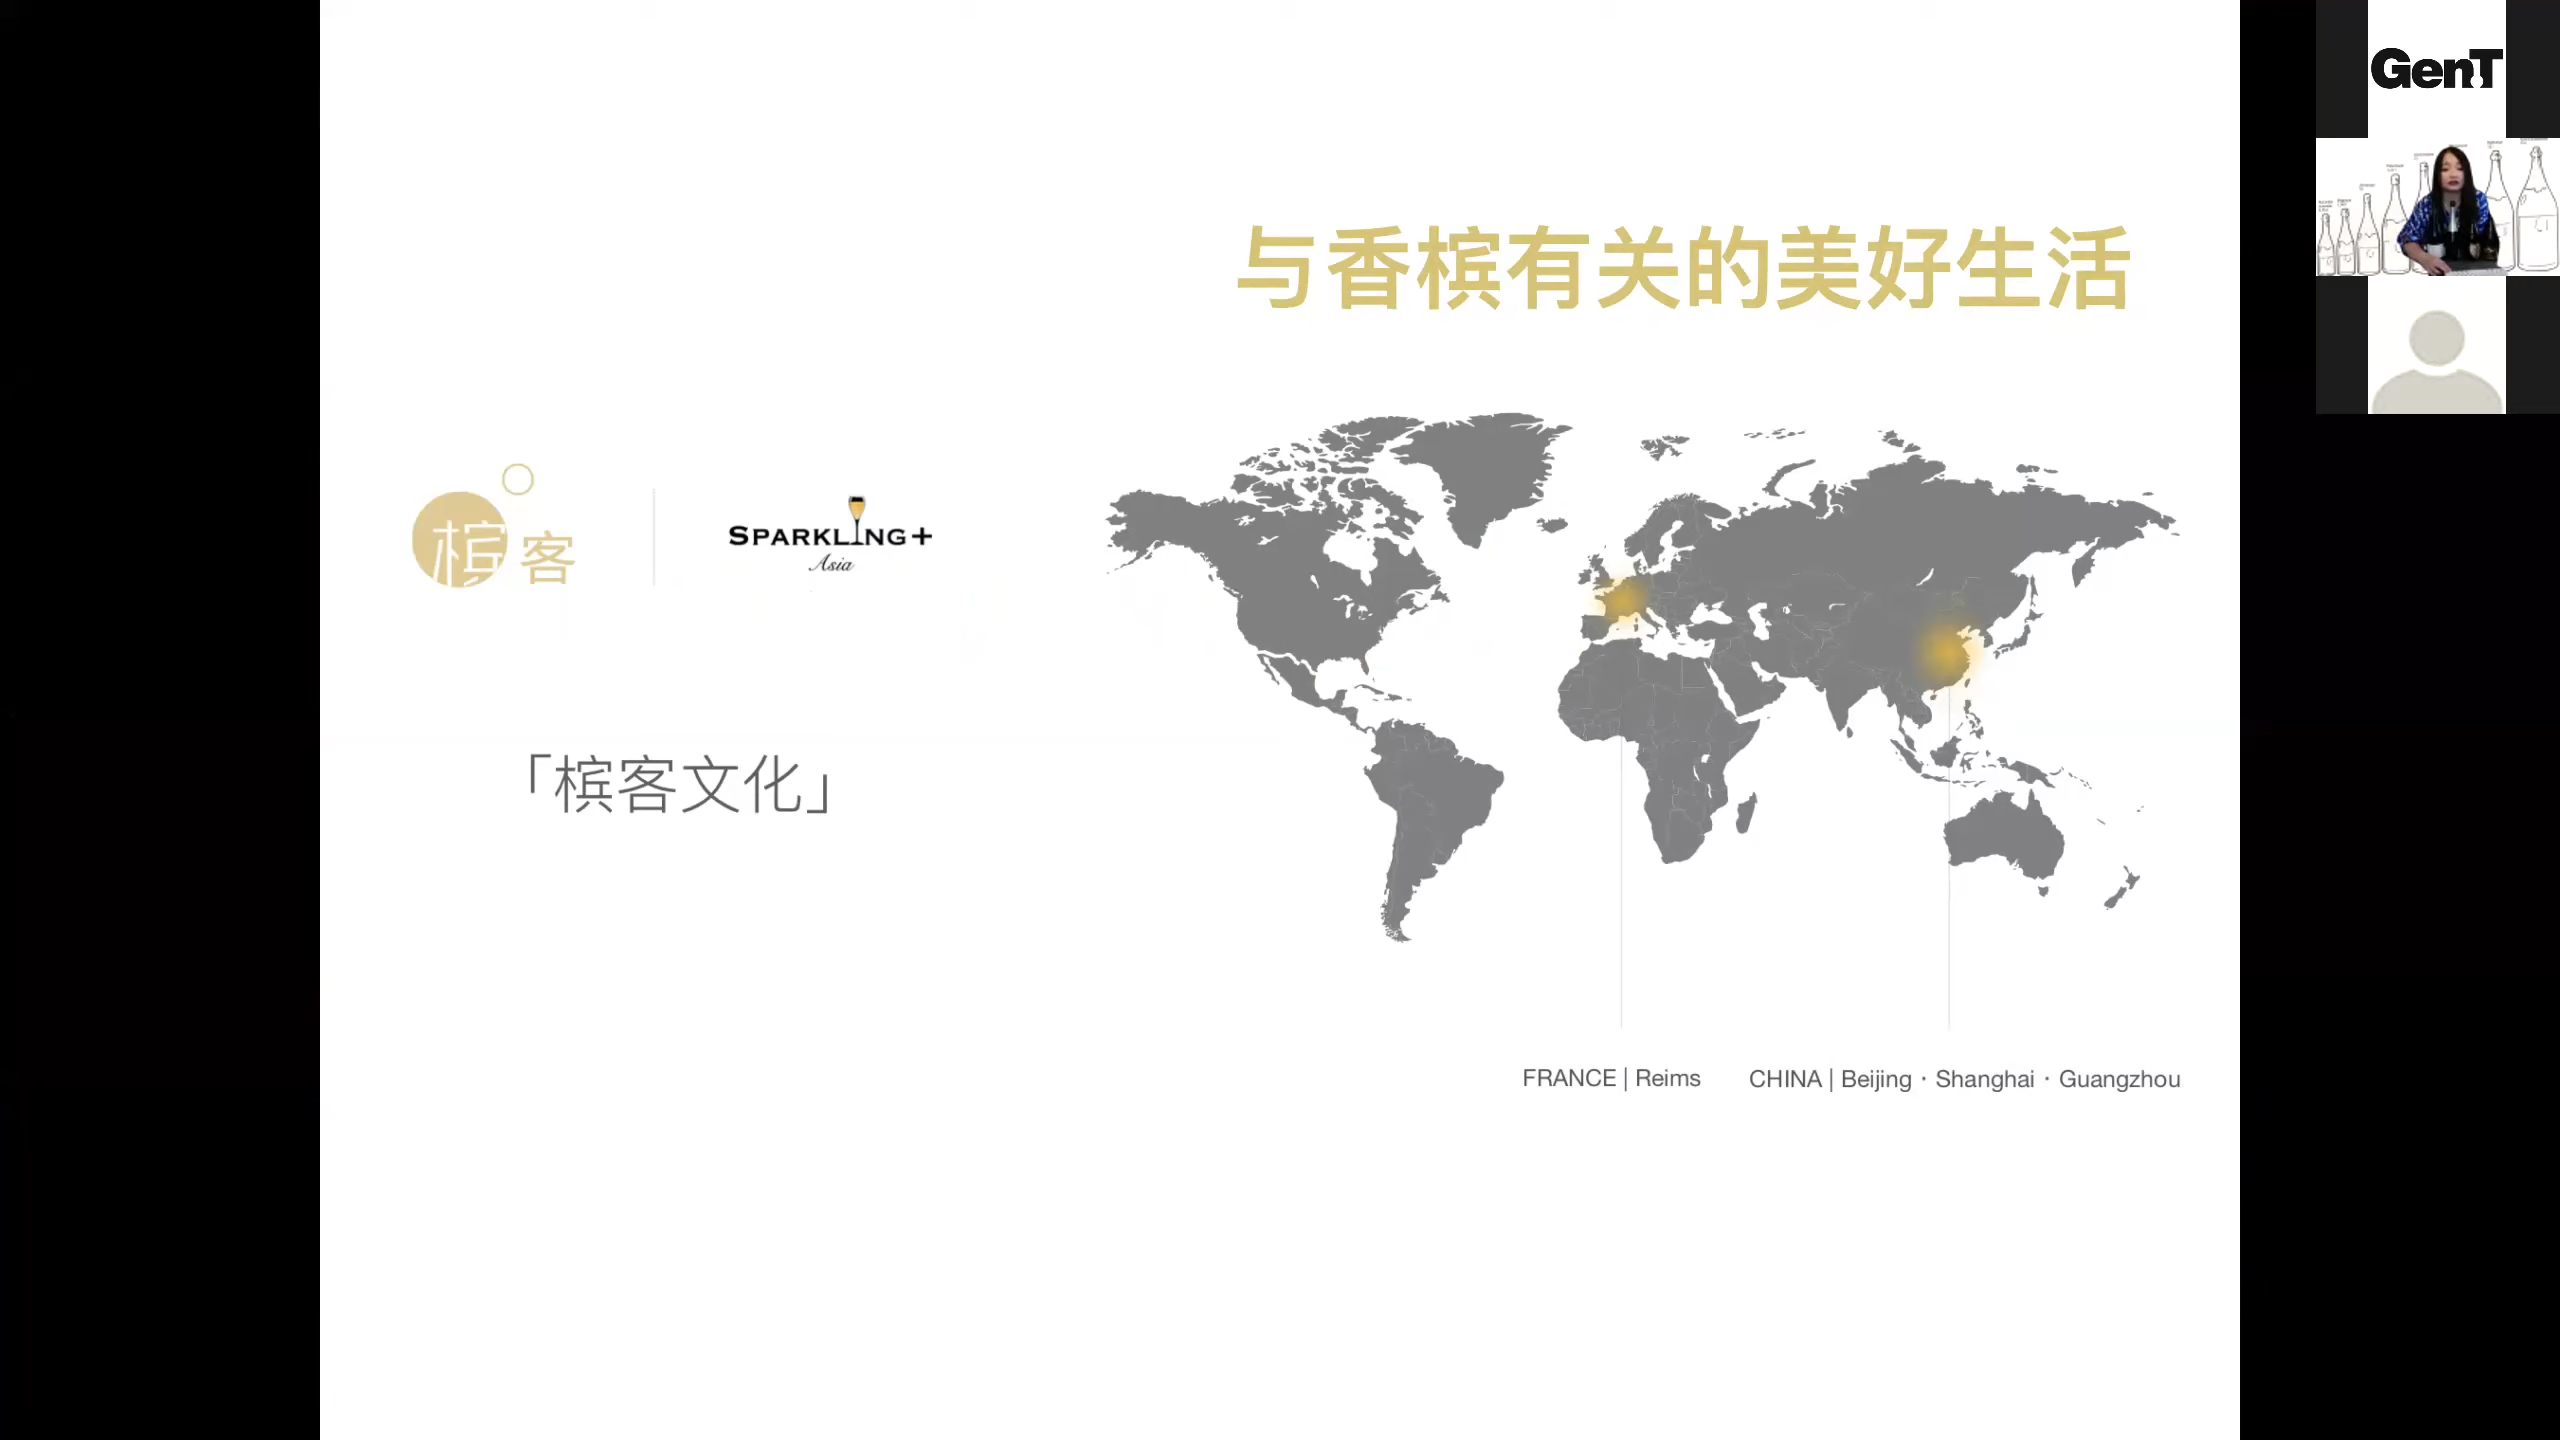 与香槟有关的美好生活
槟客
SPARKLING+
Asia
「槟客文化」
FRANCE | Reims
CHINA | Beijing · Shanghai · Guangzhou
Gen.T